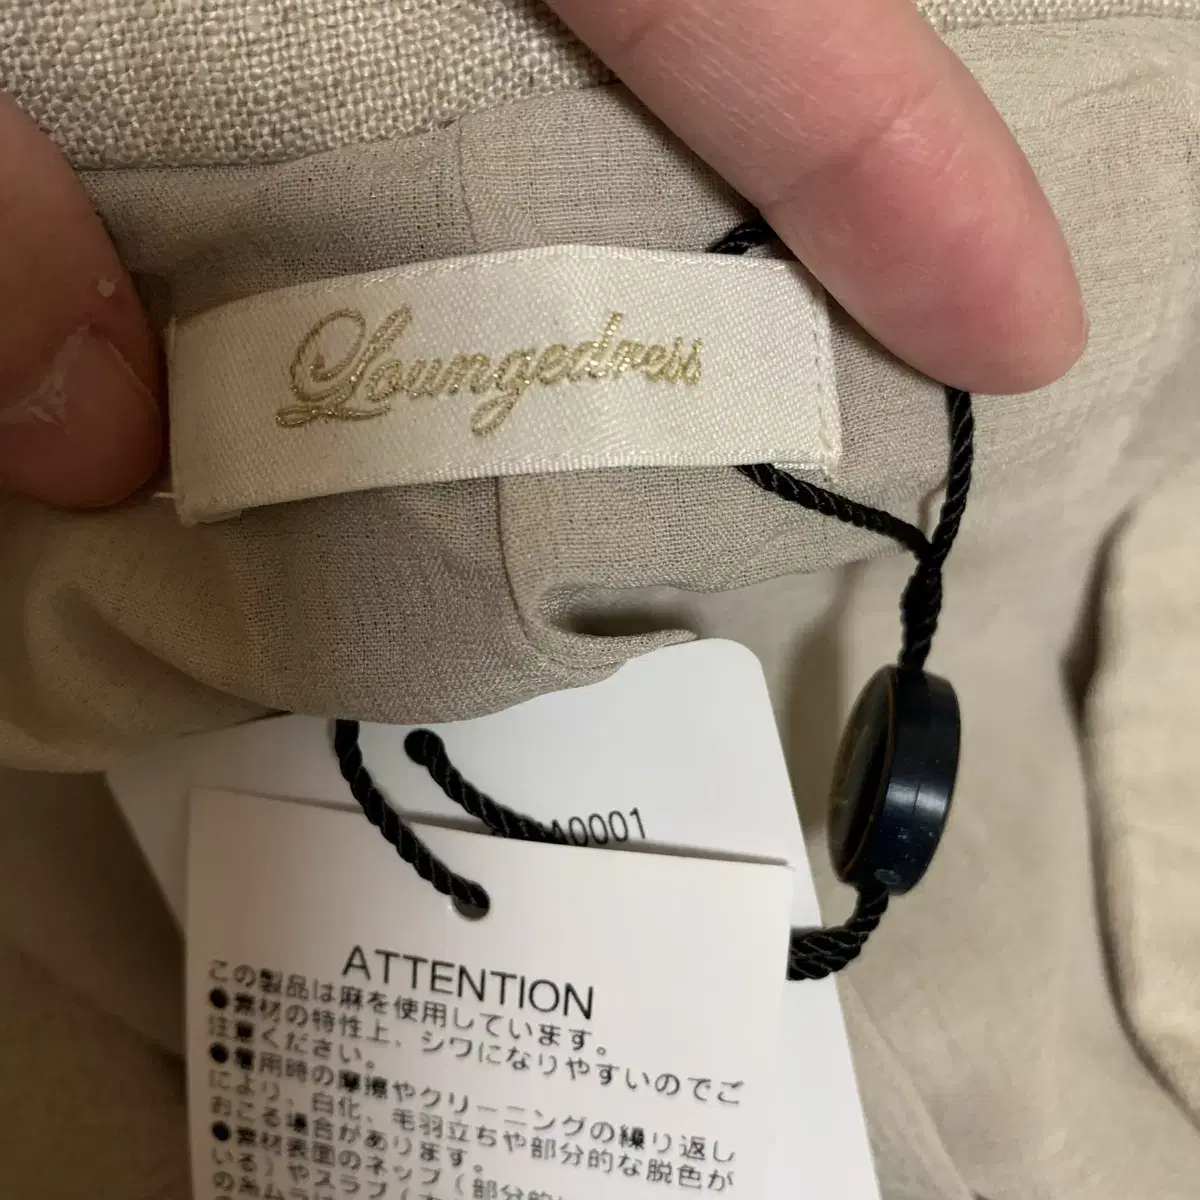 Loungedress
40001
ATTENTION
この製品は麻を使用しています。
●素材の特性上、シワになりやすいのでご
注意ください。
●着用時の摩擦やクリーニングの繰り返し
により、白化、毛羽立ちや部分的な脱色が
おこる場合があります。
●素材表面のネップ（部分的
いる）やスラブ（
の糸ムラ